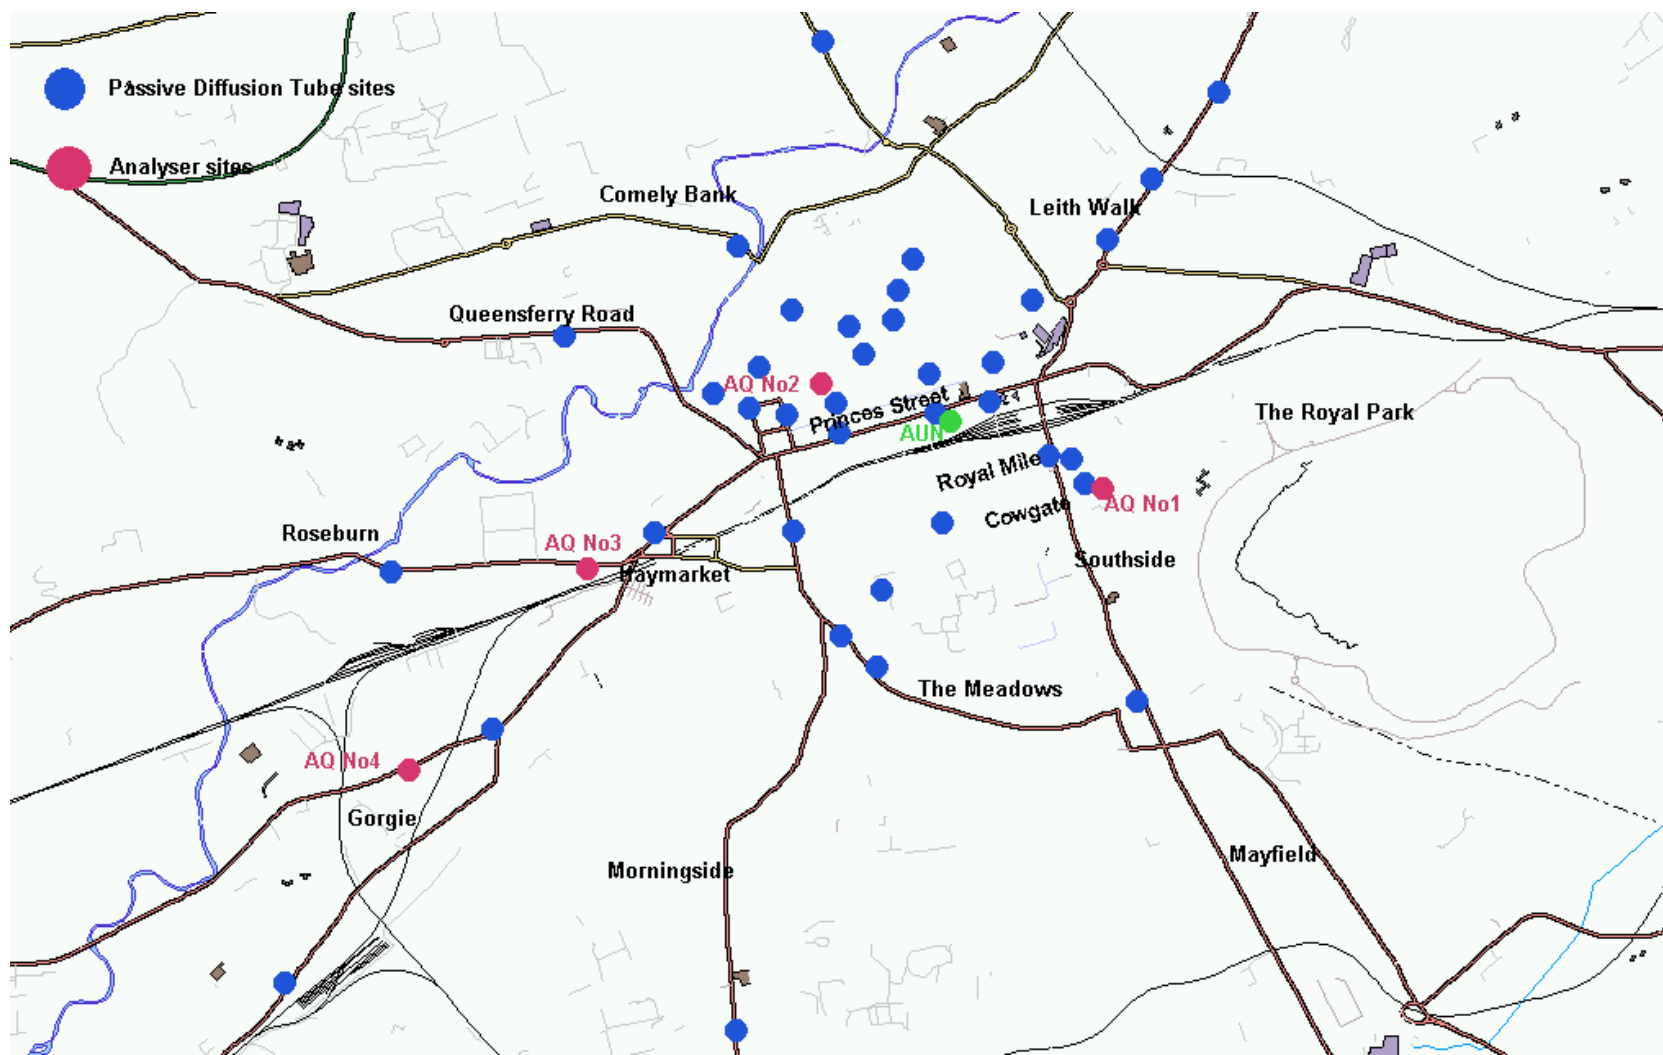 Passive Diffusion Tube sites
Analyser sites
Comely Bank
Leith Walk
Queensferry Road
AQ No2
Princes Street
The Royal Park
AUN
Royal Mile
Cowgate
AQ No1
Roseburn
AQ No3
Haymarket
Southside
The Meadows
AQ No4
Gorgie
Morningside
Mayfield